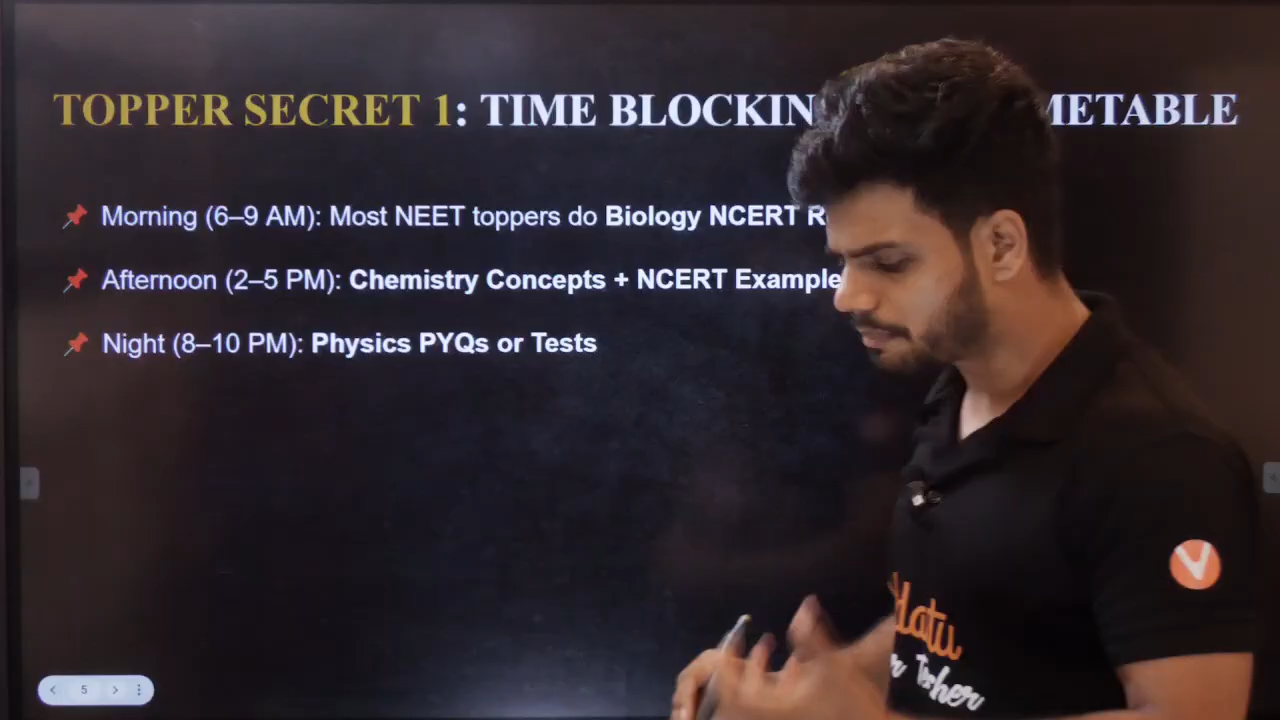 TOPPER SECRET 1: TIME BLOCKIN METABLE
Morning (6–9 AM): Most NEET toppers do Biology NCERT R
Afternoon (2–5 PM): Chemistry Concepts + NCERT Example
Night (8–10 PM): Physics PYQs or Tests
5
V